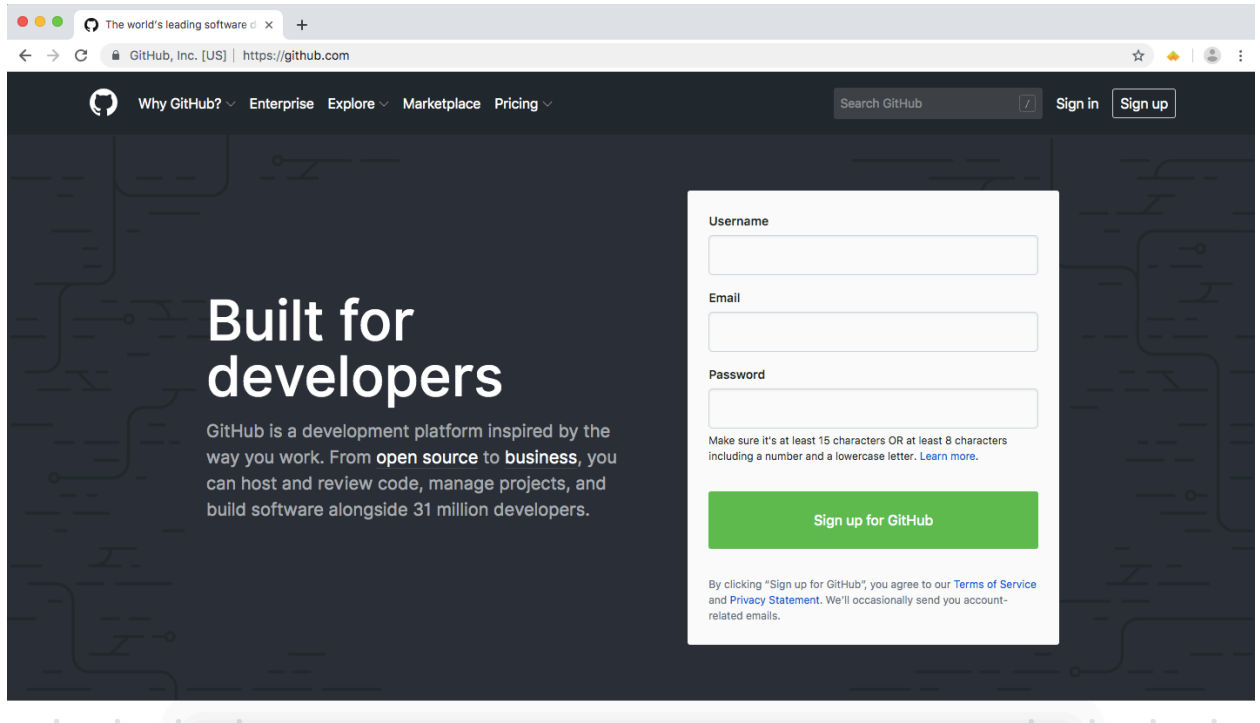 The world's leading software d
GitHub, Inc. [US] | https://github.com
Why GitHub? Enterprise Explore Marketplace Pricing
Search GitHub /
Sign in Sign up
Built for
developers
GitHub is a development platform inspired by the
way you work. From open source to business, you
can host and review code, manage projects, and
build software alongside 31 million developers.
Username
Email
Password
Make sure it's at least 15 characters OR at least 8 characters
including a number and a lowercase letter. Learn more.
Sign up for GitHub
By clicking “Sign up for GitHub”, you agree to our Terms of Service
and Privacy Statement. We'll occasionally send you account-
related emails.